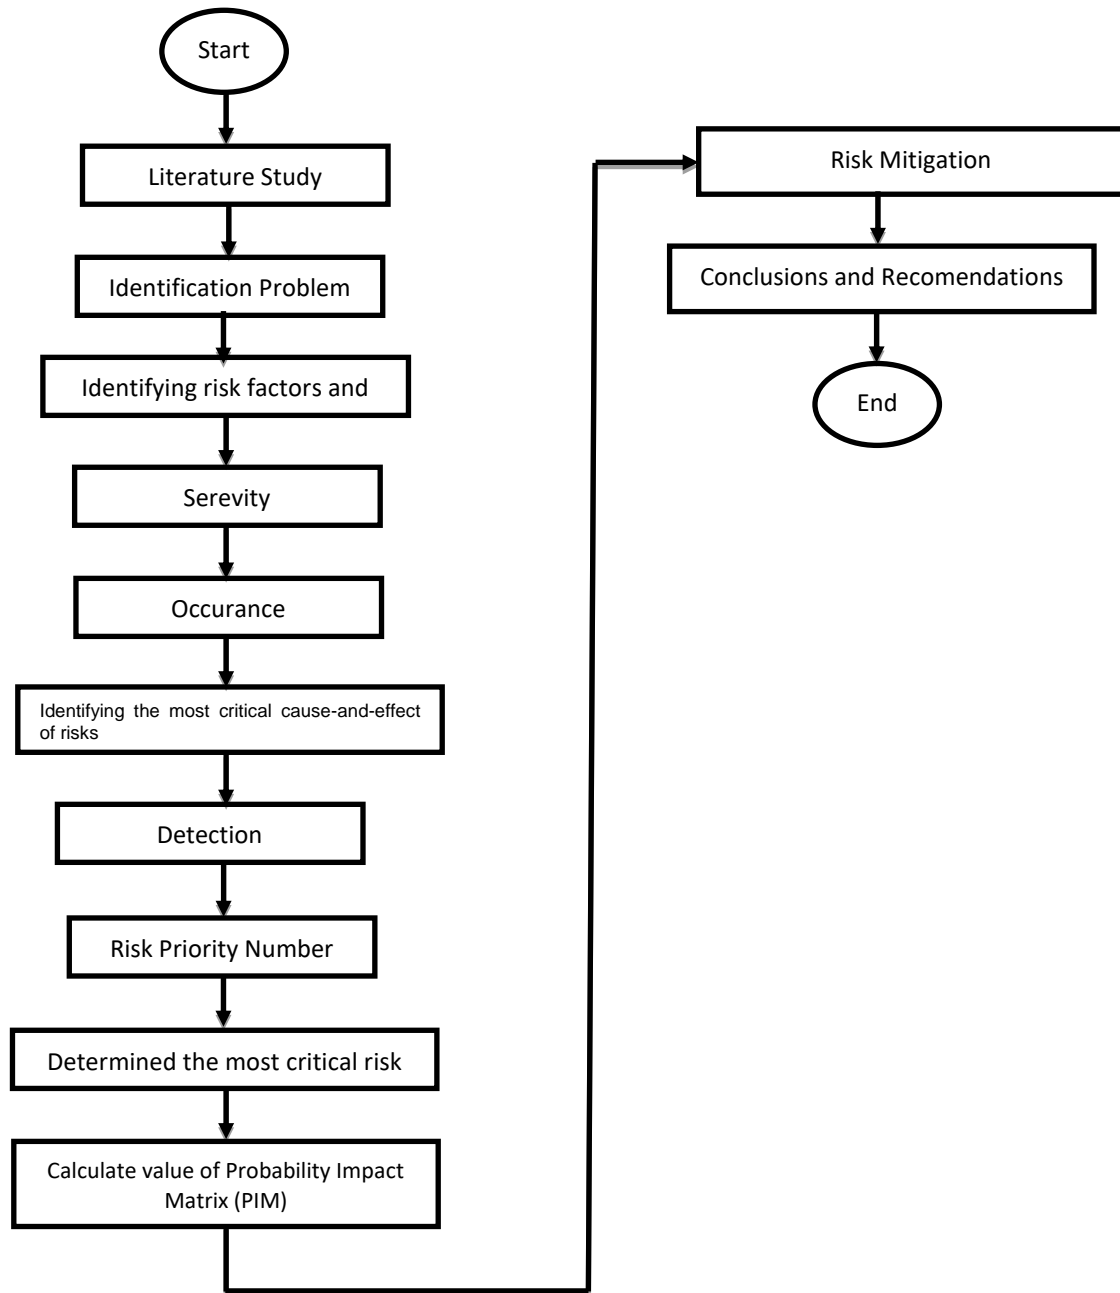 Start
Literature Study
Identification Problem
Identifying risk factors and
Serevity
Occurance
Identifying the most critical cause-and-effect
of risks
Detection
Risk Priority Number
Determined the most critical risk
Calculate value of Probability Impact
Matrix (PIM)
Risk Mitigation
Conclusions and Recomendations
End